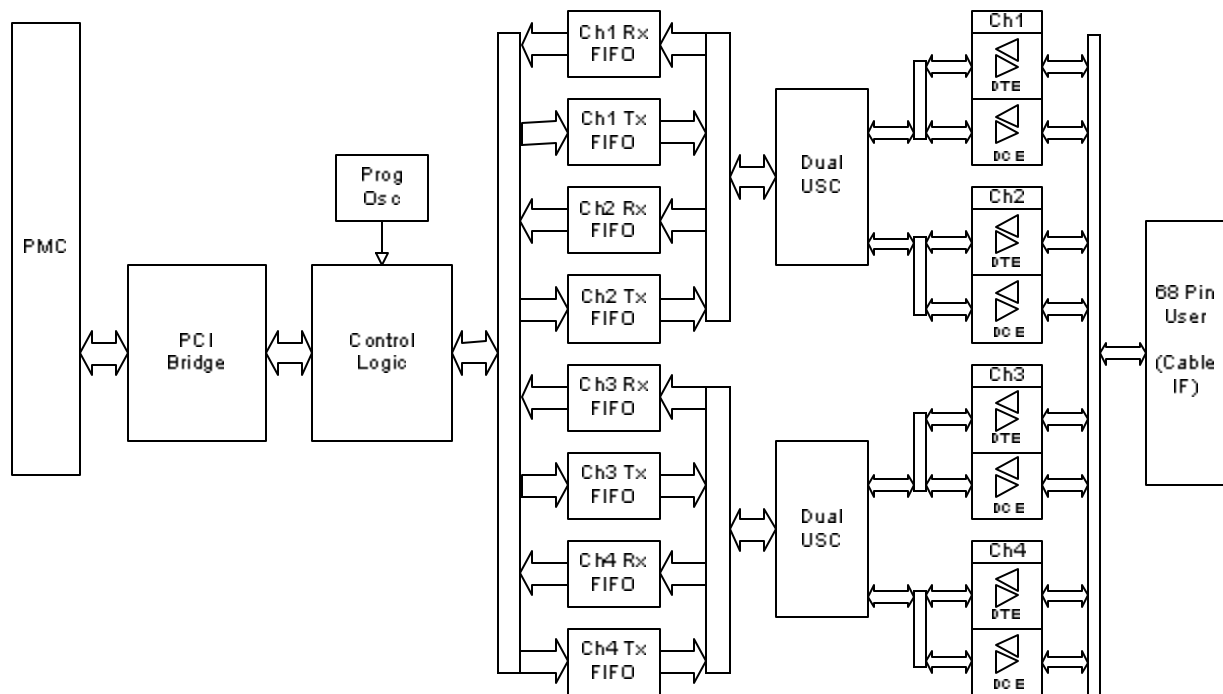 PMC
PCI
Bridge
Prog
Osc
Control
Logic
Ch1 Rx
FIFO
Ch1 Tx
FIFO
Ch2 Rx
FIFO
Ch2 Tx
FIFO
Ch3 Rx
FIFO
Ch3 Tx
FIFO
Ch4 Rx
FIFO
Ch4 Tx
FIFO
Dual
USC
Dual
USC
Ch1
DTE
DCE
Ch2
DTE
DCE
Ch3
DTE
DCE
Ch4
DTE
DCE
68 Pin
User
(Cable
IF)